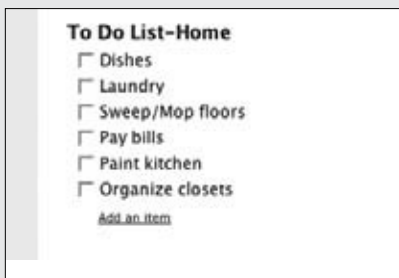 To Do List-Home
Dishes
Laundry
Sweep/Mop floors
Pay bills
Paint kitchen
Organize closets
Add an item